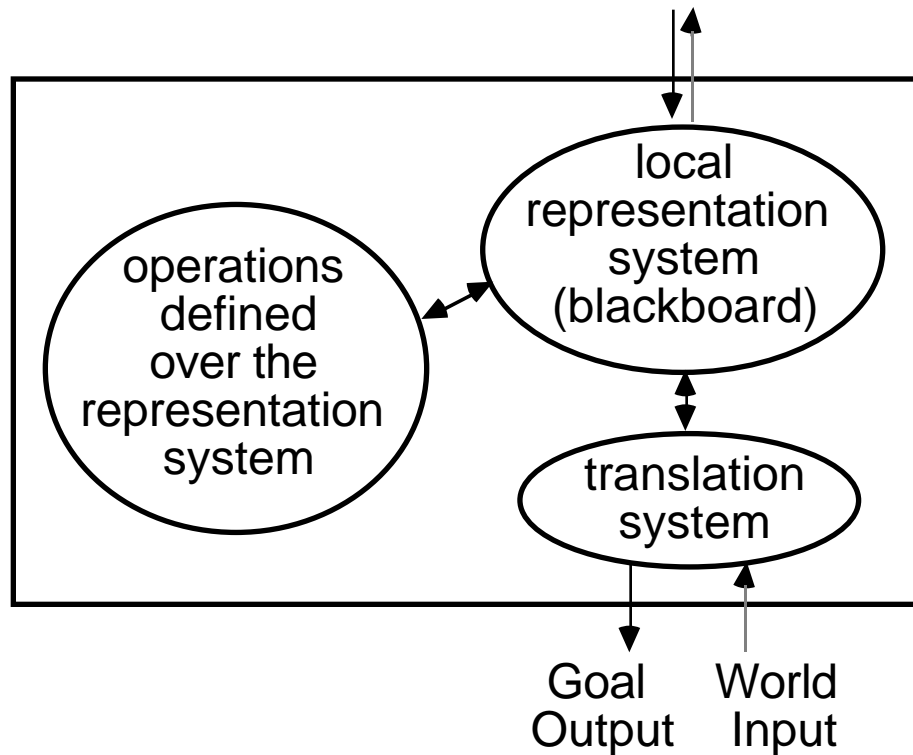 local
representation
system
(blackboard)
operations
defined
over the
representation
system
translation
system
Goal
Output
World
Input